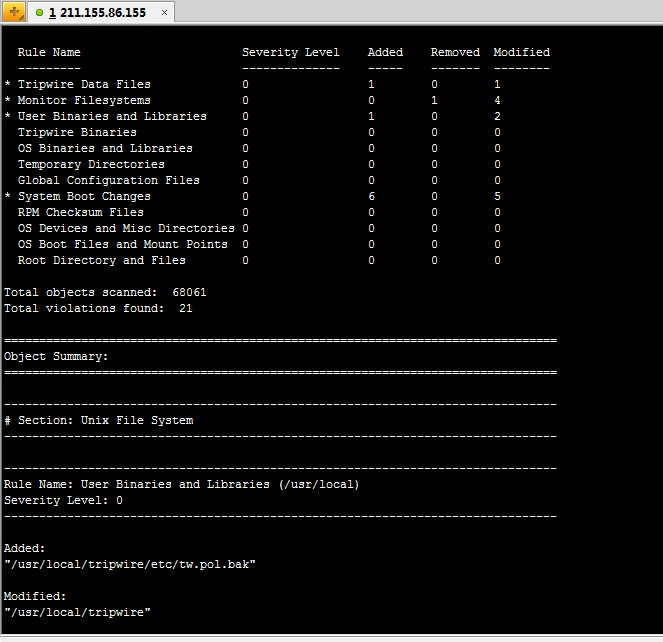 1 211.155.86.155 ×
Rule Name Severity Level Added Removed Modified
--------- -------------- ----- ------- --------
* Tripwire Data Files 0 1 0 1
* Monitor Filesystems 0 0 1 4
* User Binaries and Libraries 0 1 0 2
Tripwire Binaries 0 0 0 0
OS Binaries and Libraries 0 0 0 0
Temporary Directories 0 0 0 0
Global Configuration Files 0 0 0 0
* System Boot Changes 0 6 0 5
RPM Checksum Files 0 0 0 0
OS Devices and Misc Directories 0 0 0 0
OS Boot Files and Mount Points 0 0 0 0
Root Directory and Files 0 0 0 0
Total objects scanned: 68061
Total violations found: 21
===============================================================================
Object Summary:
===============================================================================
-------------------------------------------------------------------------------
# Section: Unix File System
-------------------------------------------------------------------------------
-------------------------------------------------------------------------------
Rule Name: User Binaries and Libraries (/usr/local)
Severity Level: 0
-------------------------------------------------------------------------------
Added:
"/usr/local/tripwire/etc/tw.pol.bak"
Modified:
"/usr/local/tripwire"